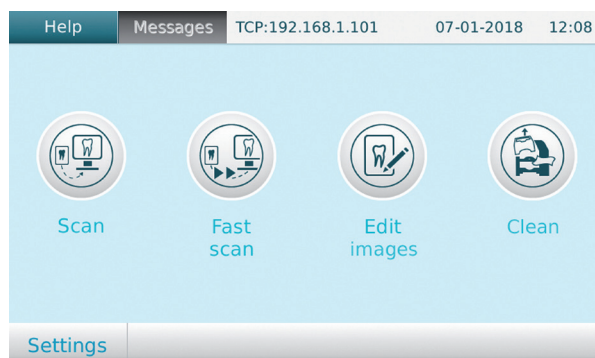 Help Messages TCP:192.168.1.101 07-01-2018 12:08
Scan
Fast
scan
Edit
images
Clean
Settings